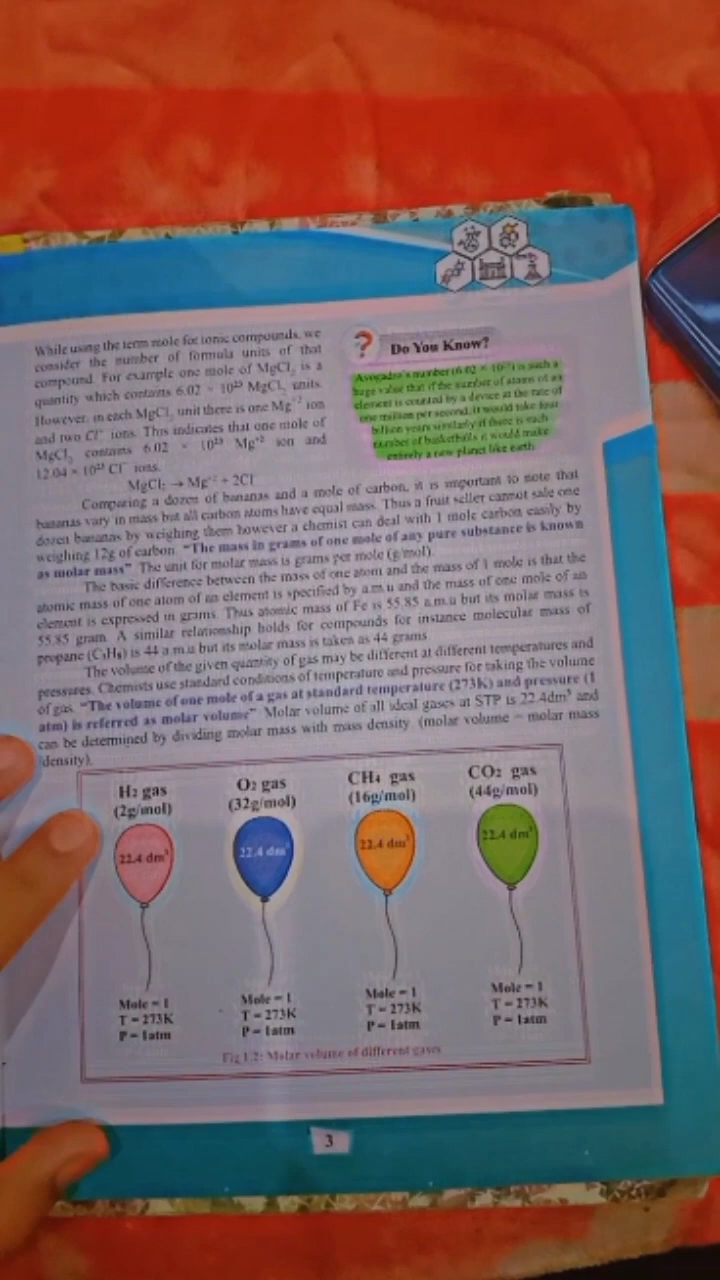 While using the term mole for ionic compounds, we
consider the number of formula units of that
compound. For example one mole of MgCl₂ is a
quantity which contains 6.02 × 10²³ MgCl₂ units.
However, in each MgCl₂ unit there is one Mg⁺² ion
and two Cl⁻ ions. This indicates that one mole of
MgCl₂ contains 6.02 × 10²³ Mg⁺² ion and
12.04 × 10²³ Cl⁻ ions.
MgCl₂ → Mg⁺² + 2Cl
? Do You Know?
Avogadro's number (6.02 × 10²³) is such a
huge value that if the number of atoms of an
element is counted by a device at the rate of
one million per second, it would take four
billion years similarly if there is such
number of basketballs it would make
entirely a new planet like earth
Comparing a dozen of bananas and a mole of carbon, it is important to note that
bananas vary in mass but all carbon atoms have equal mass. Thus a fruit seller cannot sale one
dozen bananas by weighing them however a chemist can deal with 1 mole carbon easily by
weighing 12g of carbon. "The mass in grams of one mole of any pure substance is known
as molar mass" The unit for molar mass is grams per mole (g/mol).
The basic difference between the mass of one atom and the mass of 1 mole is that the
atomic mass of one atom of an element is specified by a.m.u and the mass of one mole of an
element is expressed in grams. Thus atomic mass of Fe is 55.85 a.m.u but its molar mass is
55.85 gram. A similar relationship holds for compounds for instance molecular mass of
propane (C₃H₈) is 44 a.m.u but its molar mass is taken as 44 grams.
The volume of the given quantity of gas may be different at different temperatures and
pressures. Chemists use standard conditions of temperature and pressure for taking the volume
of gas. "The volume of one mole of a gas at standard temperature (273K) and pressure (1
atm) is referred as molar volume" Molar volume of all ideal gases at STP is 22.4dm³ and
can be determined by dividing molar mass with mass density. (molar volume = molar mass
density).
H₂ gas O₂ gas CH₄ gas CO₂ gas
(2g/mol) (32g/mol) (16g/mol) (44g/mol)
22.4 dm³ 22.4 dm³ 22.4 dm³ 22.4 dm³
Mole = 1 Mole = 1 Mole = 1 Mole = 1
T = 273K T = 273K T = 273K T = 273K
P = 1atm P = 1atm P = 1atm P = 1atm
Fig 1.2: Molar volume of different gases
3